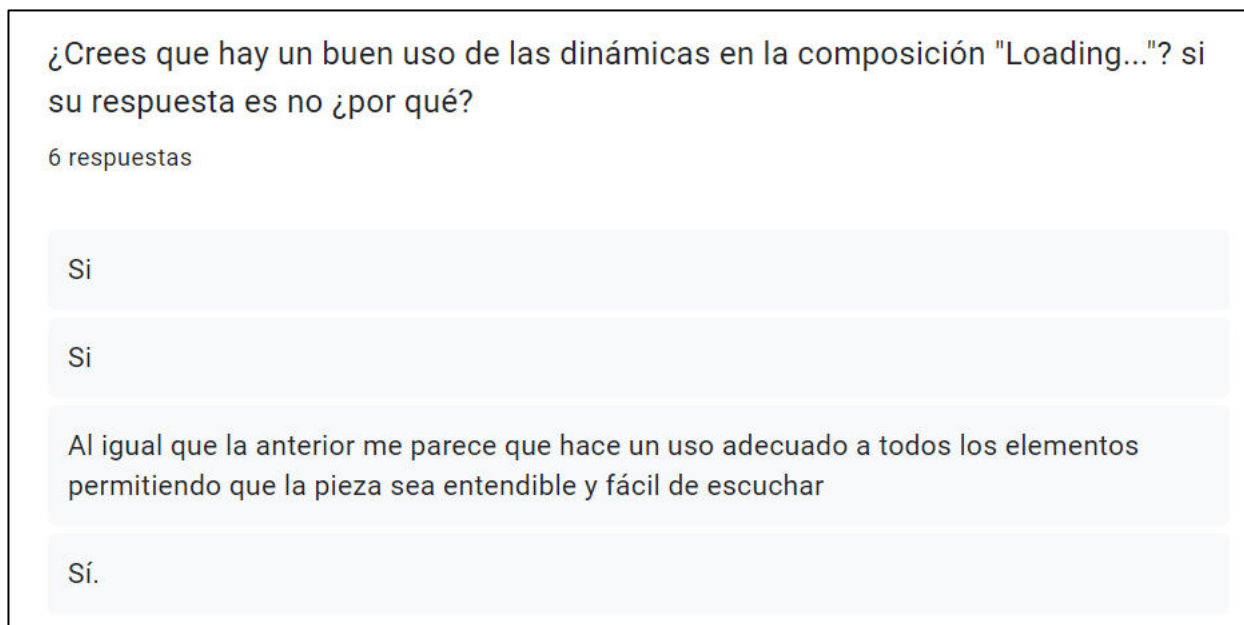 ¿Crees que hay un buen uso de las dinámicas en la composición "Loading..."? si
su respuesta es no ¿por qué?
6 respuestas
Si
Si
Al igual que la anterior me parece que hace un uso adecuado a todos los elementos
permitiendo que la pieza sea entendible y fácil de escuchar
Sí.